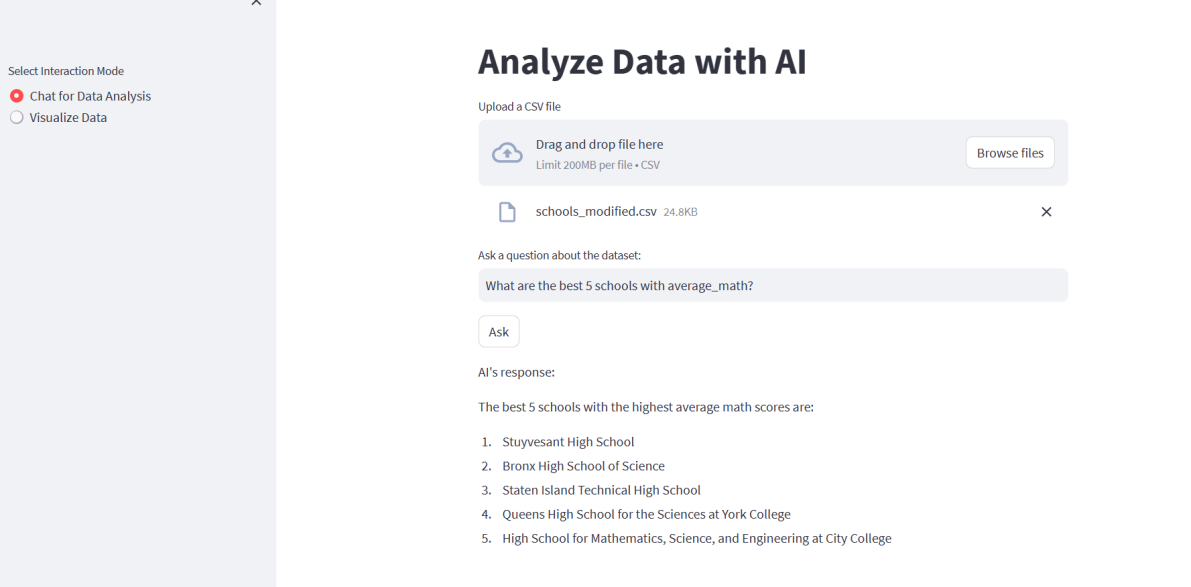 Select Interaction Mode
Chat for Data Analysis
Visualize Data
Analyze Data with AI
Upload a CSV file
Drag and drop file here
Limit 200MB per file • CSV
Browse files
schools_modified.csv 24.8KB
Ask a question about the dataset:
What are the best 5 schools with average_math?
Ask
AI's response:
The best 5 schools with the highest average math scores are:
1. Stuyvesant High School
2. Bronx High School of Science
3. Staten Island Technical High School
4. Queens High School for the Sciences at York College
5. High School for Mathematics, Science, and Engineering at City College